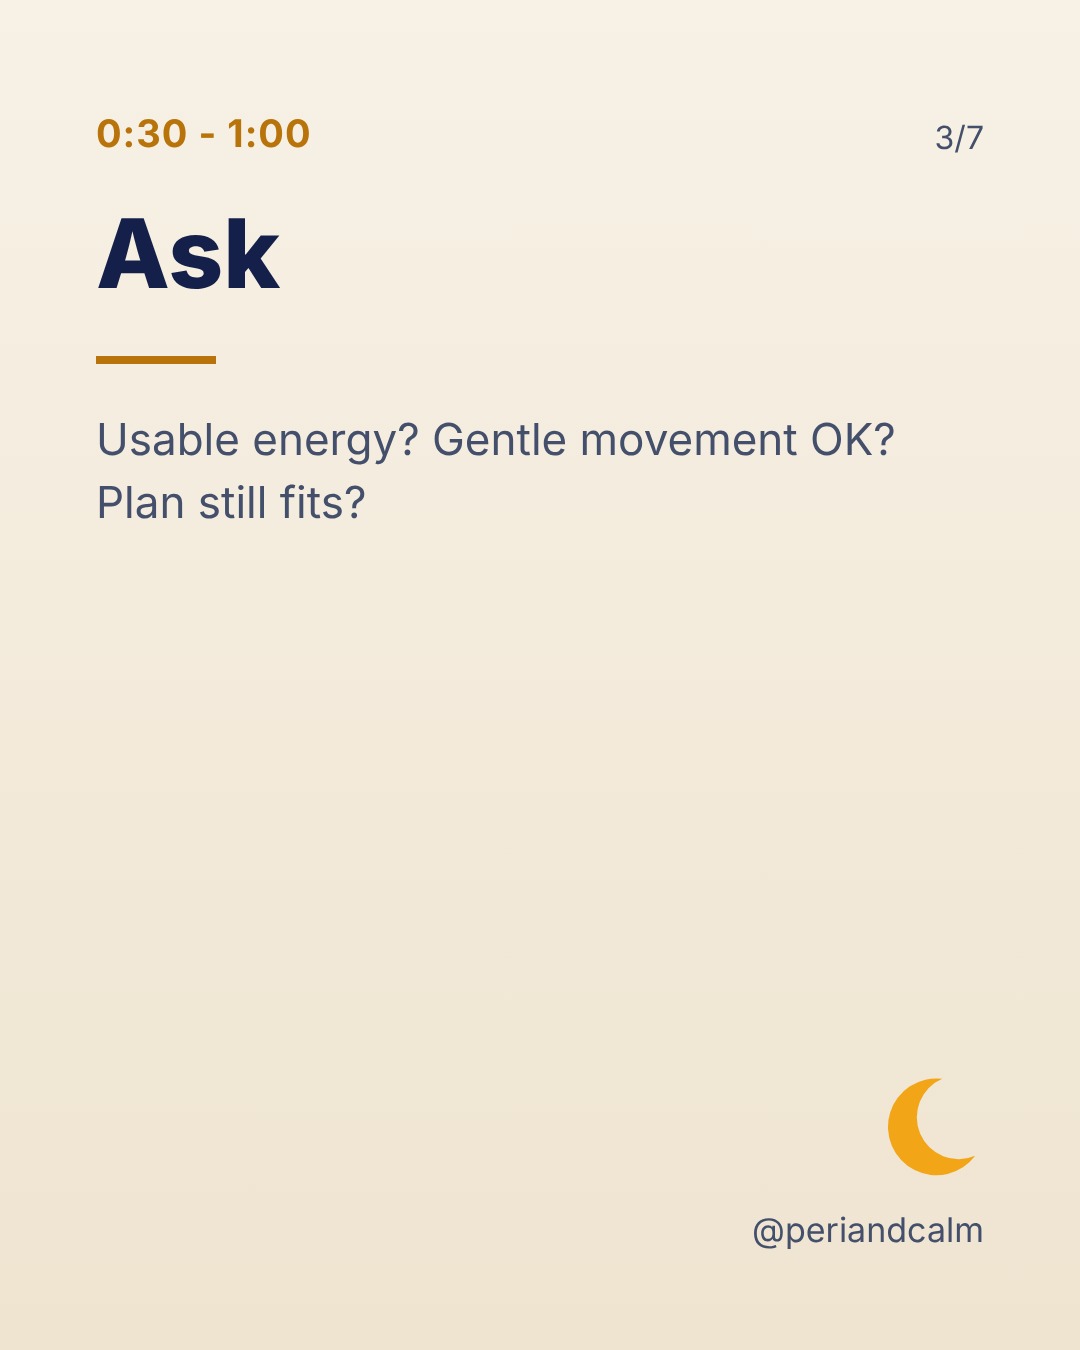 0:30 - 1:00
3/7
Ask
Usable energy? Gentle movement OK?
Plan still fits?
@periandcalm